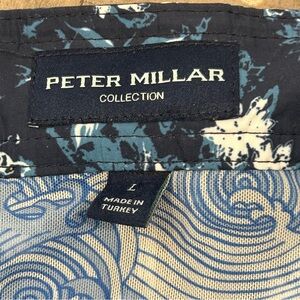 PETER MILLAR
COLLECTION
L
MADE IN
TURKEY